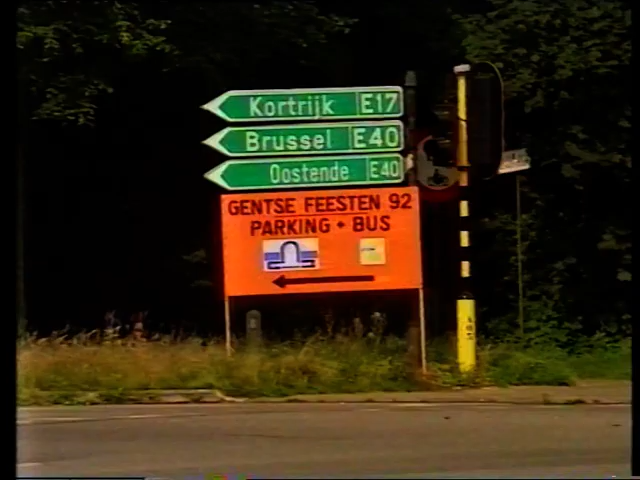 Kortrijk E17
Brussel E40
Oostende E40
GENTSE FEESTEN 92
PARKING + BUS